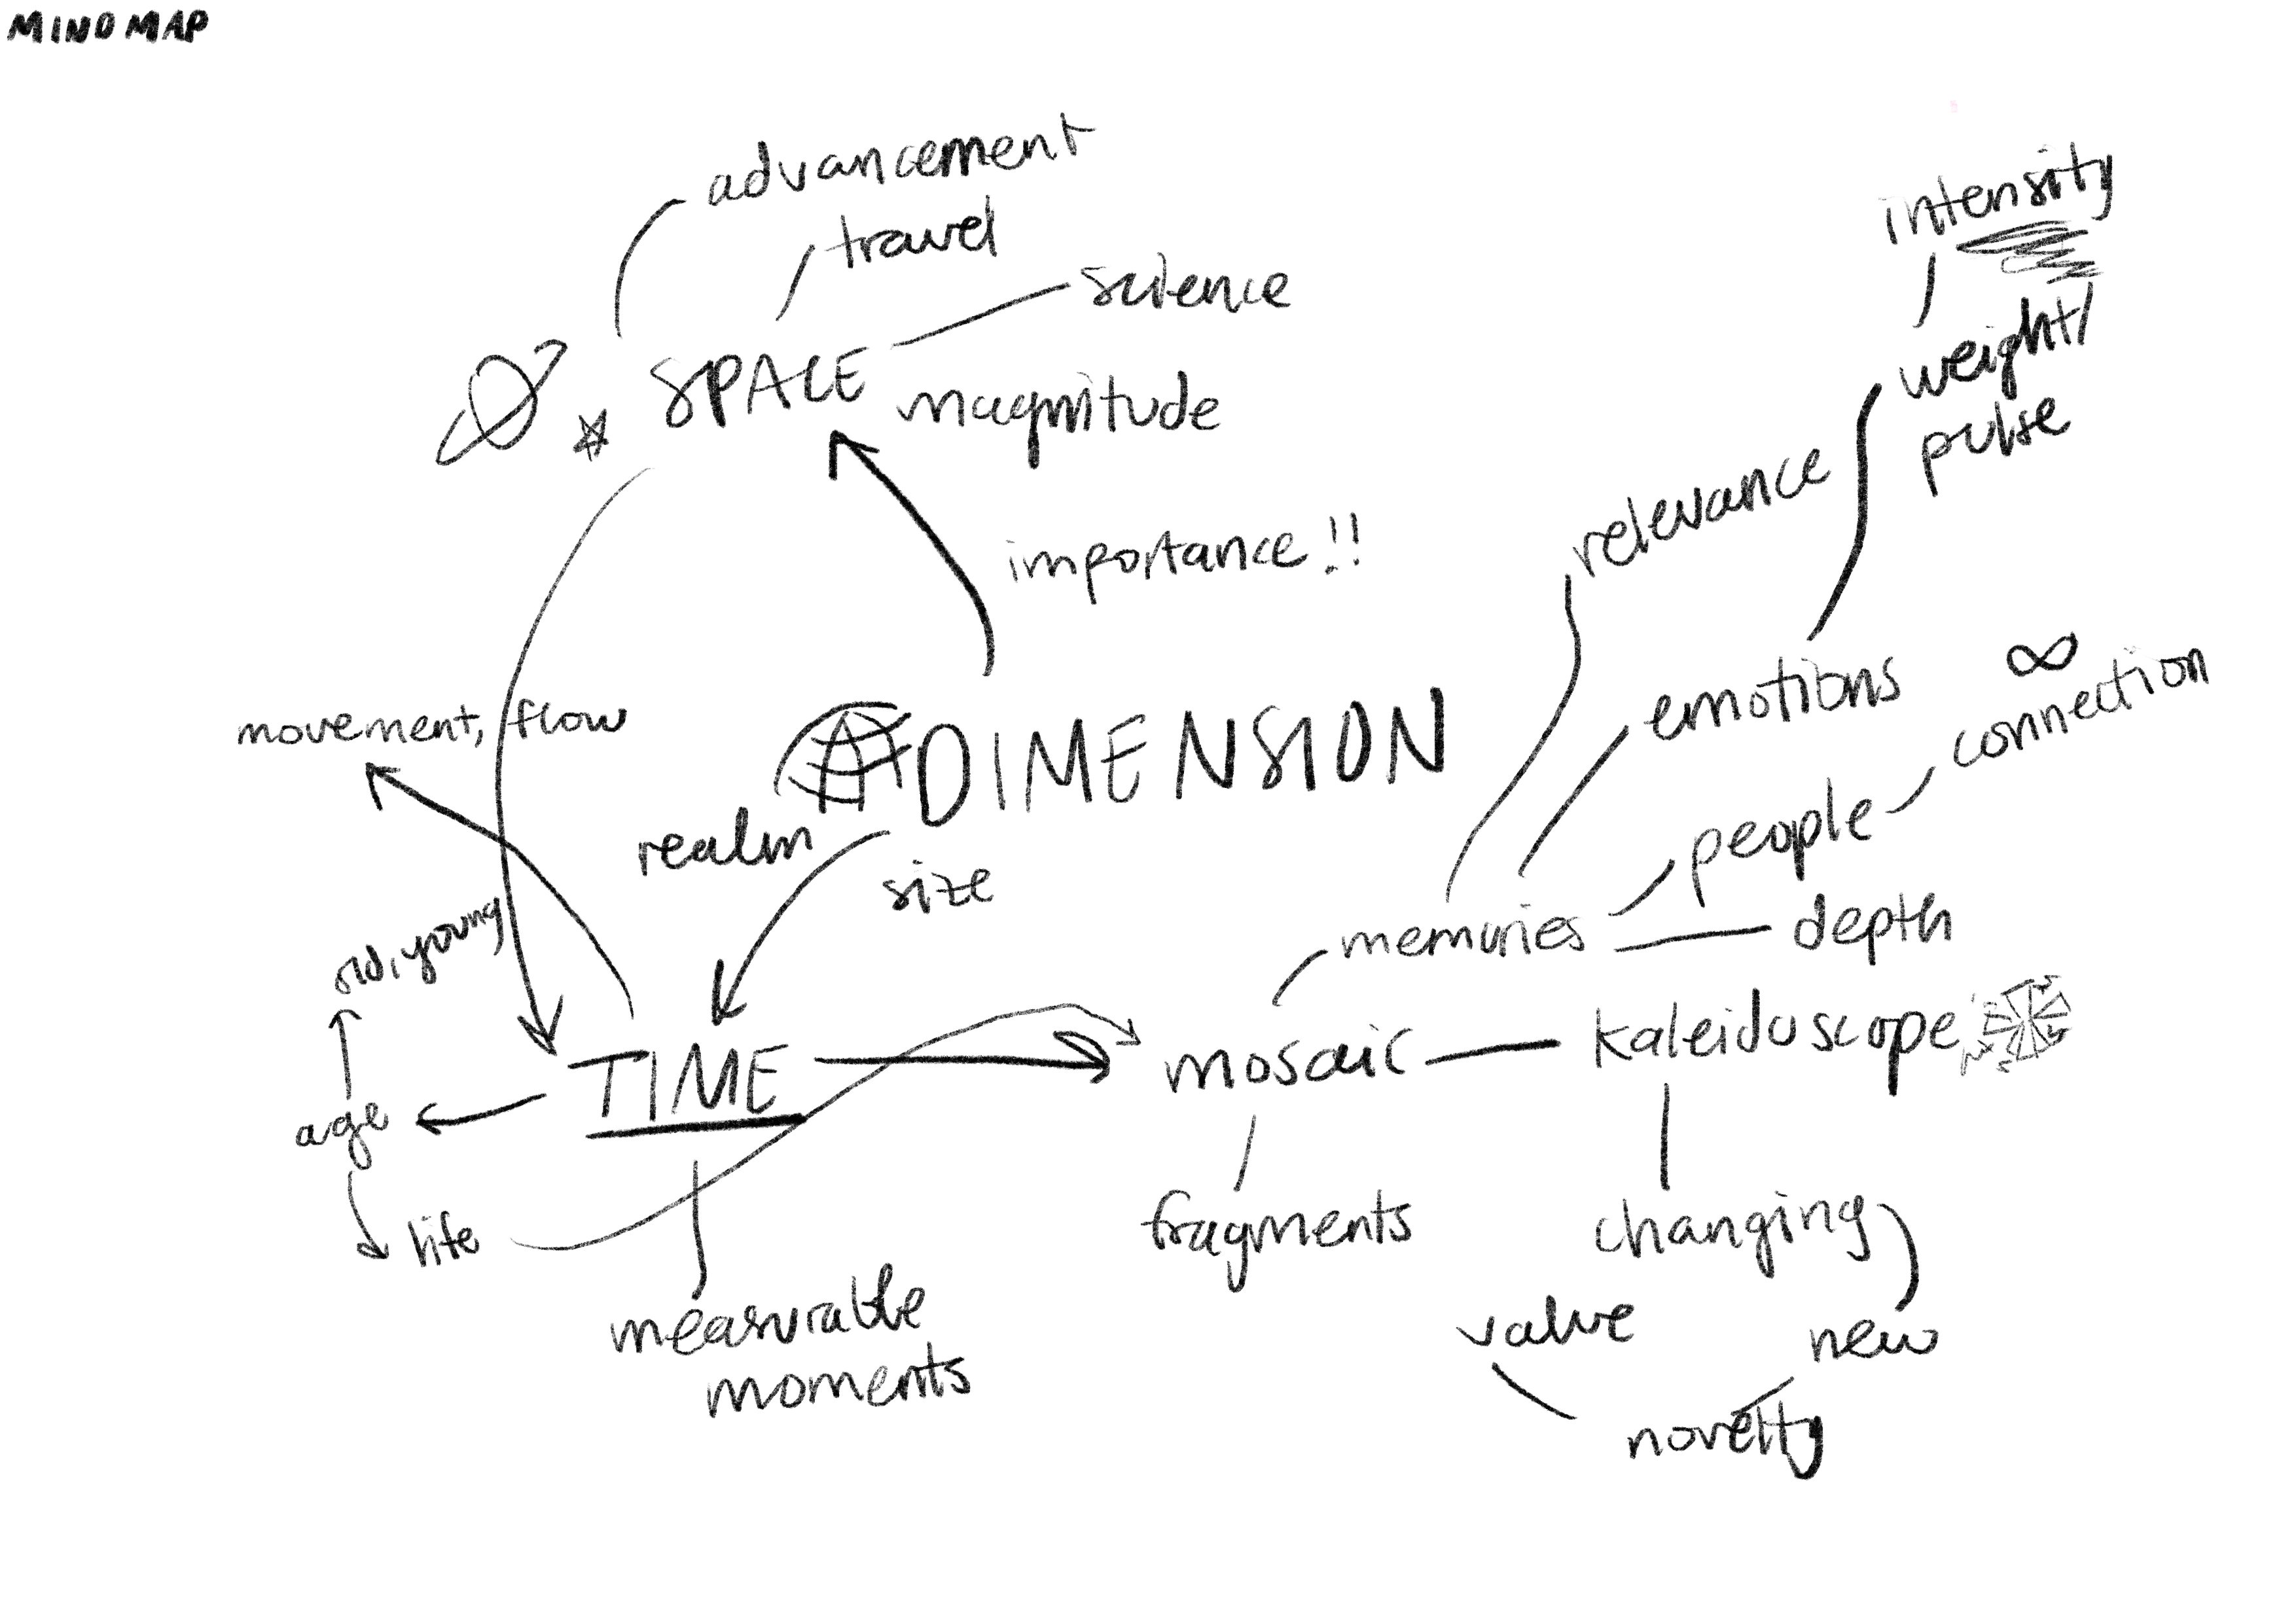 MIND MAP
advancement
travel
science
SPACE
magnitude
importance!!
intensity
weight/
pulse
relevance
emotions
∞
connection
people
movement, flow
DIMENSION
realm
size
old, young
memories
depth
TIME
mosaic
kaleidoscope
age
life
fragments
changing
measurable
moments
value
new
novelty